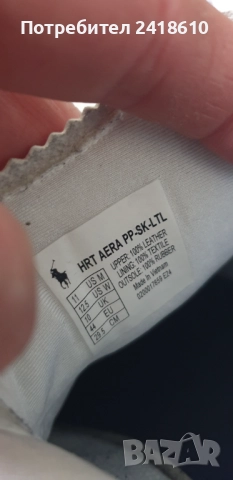 Потребител 2418610
HRT AERA PP-SK-LTL
UPPER: 100% LEATHER
LINING: 100% TEXTILE
OUTSOLE: 100% RUBBER
Made in Vietnam
11 US M
12.5 US W
10 UK
44 EU
29.5 CM
BAZAR